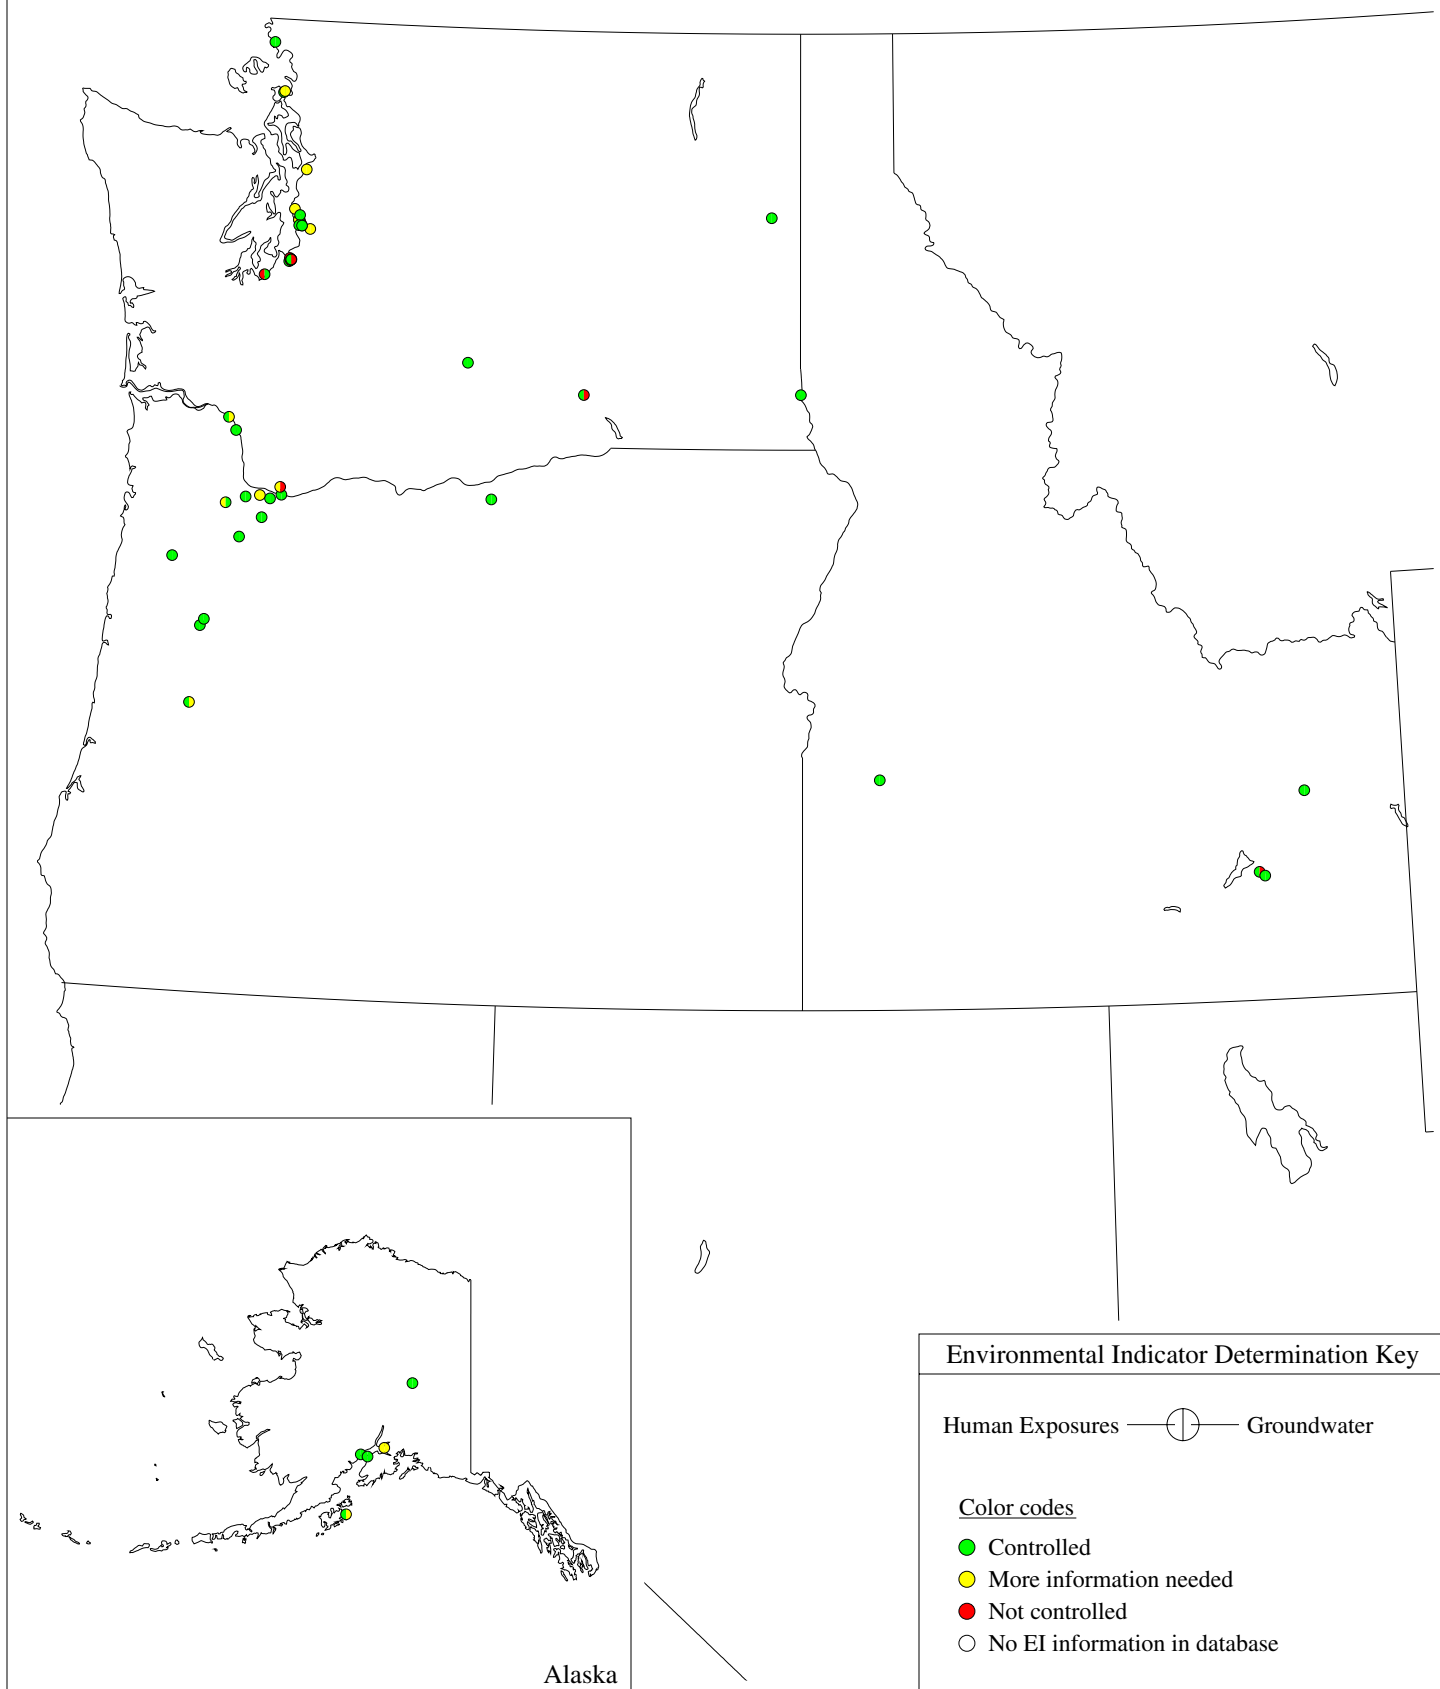 Environmental Indicator Determination Key
Human Exposures Groundwater
Color codes
Controlled
More information needed
Not controlled
No EI information in database
Alaska